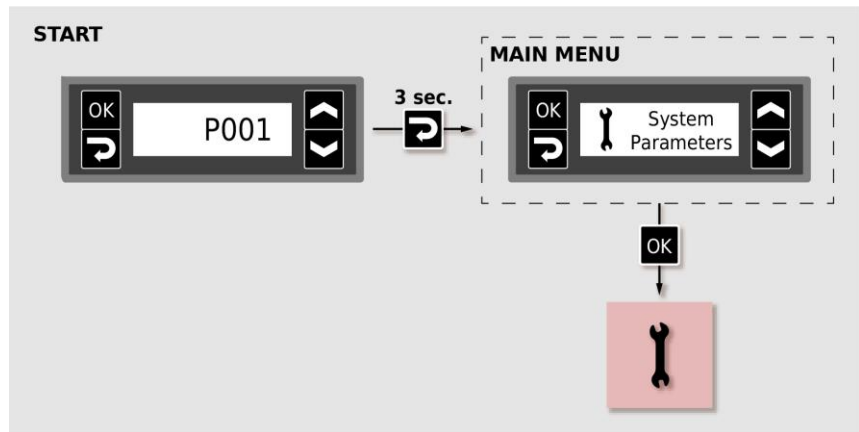 START
MAIN MENU
OK
P001
3 sec.
OK
System
Parameters
OK